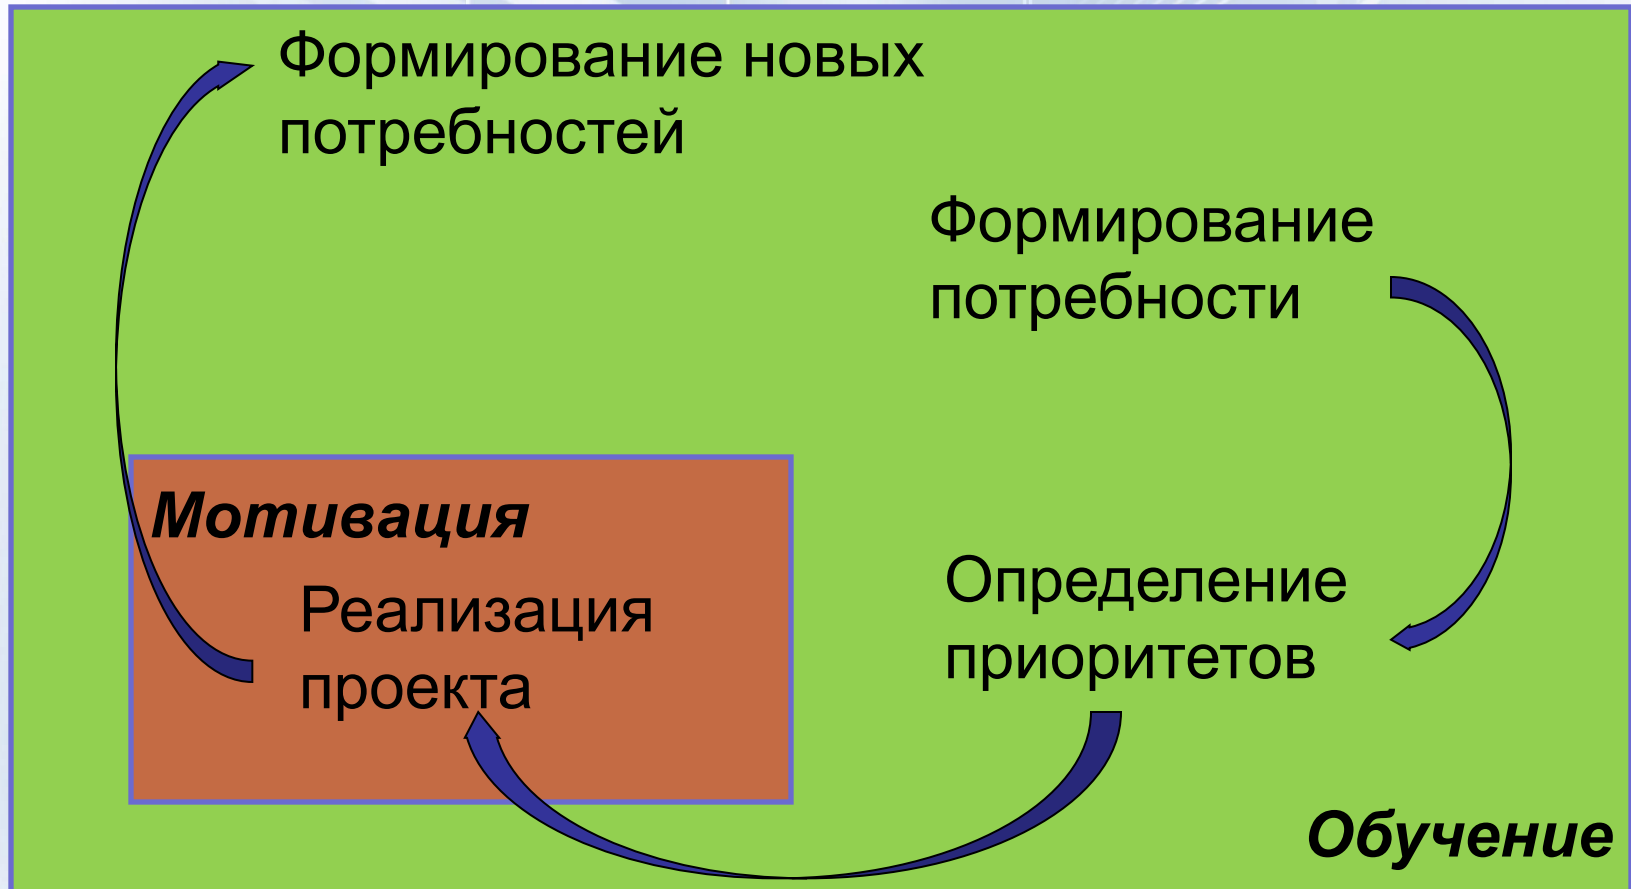 Формирование новых
потребностей
Формирование
потребности
Мотивация
Реализация
проекта
Определение
приоритетов
Обучение